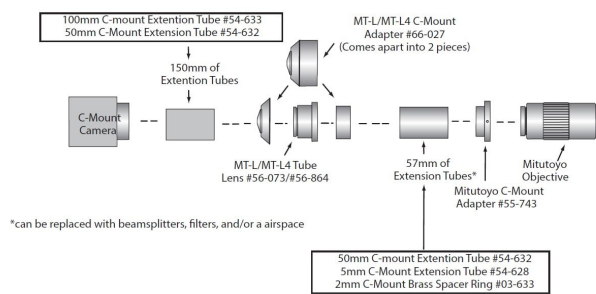 100mm C-mount Extention Tube #54-633
50mm C-Mount Extension Tube #54-632
MT-L/MT-L4 C-Mount
Adapter #66-027
(Comes apart into 2 pieces)
150mm of
Extention Tubes
C-Mount
Camera
MT-L/MT-L4 Tube
Lens #56-073/#56-864
57mm of
Extension Tubes*
Mitutoyo
Objective
Mitutoyo C-Mount
Adapter #55-743
*can be replaced with beamsplitters, filters, and/or a airspace
50mm C-mount Extention Tube #54-632
5mm C-Mount Extension Tube #54-628
2mm C-Mount Brass Spacer Ring #03-633